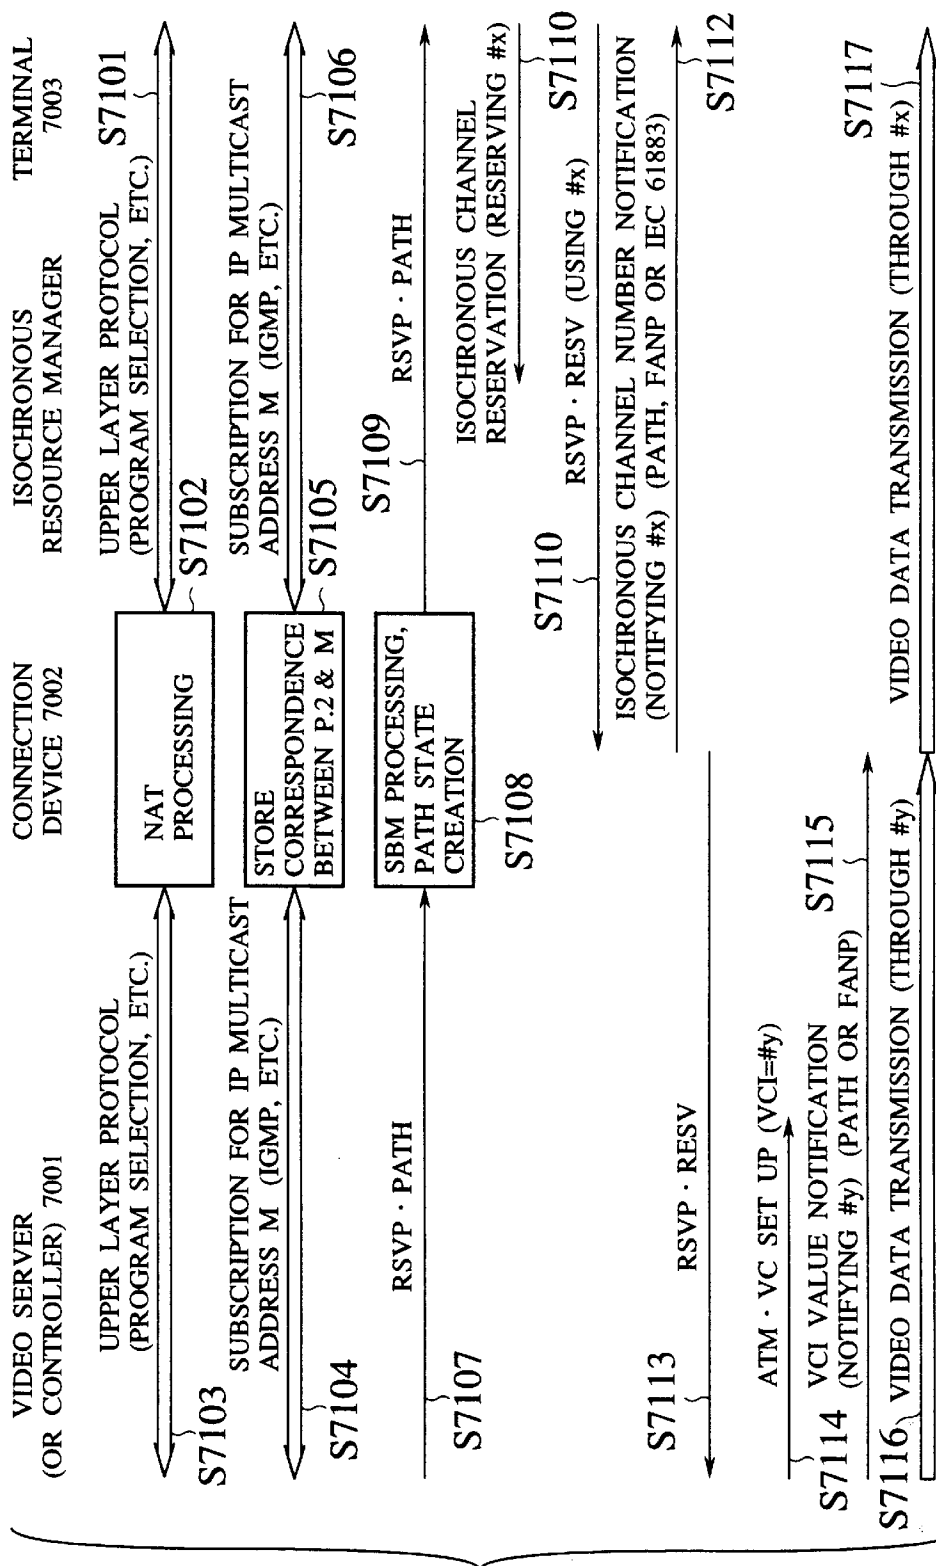 VIDEO SERVER
(OR CONTROLLER) 7001
CONNECTION
DEVICE 7002
ISOCHRONOUS
RESOURCE MANAGER
TERMINAL
7003
UPPER LAYER PROTOCOL
(PROGRAM SELECTION, ETC.)
S7103
NAT
PROCESSING
S7102
UPPER LAYER PROTOCOL
(PROGRAM SELECTION, ETC.)
S7101
SUBSCRIPTION FOR IP MULTICAST
ADDRESS M (IGMP, ETC.)
S7104
STORE
CORRESPONDENCE
BETWEEN P.2 & M
S7105
SUBSCRIPTION FOR IP MULTICAST
ADDRESS M (IGMP, ETC.)
S7106
RSVP · PATH
S7107
SBM PROCESSING,
PATH STATE
CREATION
S7108
S7109
RSVP · PATH
ISOCHRONOUS CHANNEL
RESERVATION (RESERVING #x)
S7110
S7110
RSVP · RESV (USING #x)
ISOCHRONOUS CHANNEL NUMBER NOTIFICATION
(NOTIFYING #x) (PATH, FANP OR IEC 61883)
S7112
RSVP · RESV
S7113
ATM · VC SET UP (VCI=#y)
S7114
VCI VALUE NOTIFICATION
(NOTIFYING #y) (PATH OR FANP)
S7115
S7116
VIDEO DATA TRANSMISSION (THROUGH #y)
VIDEO DATA TRANSMISSION (THROUGH #x)
S7117